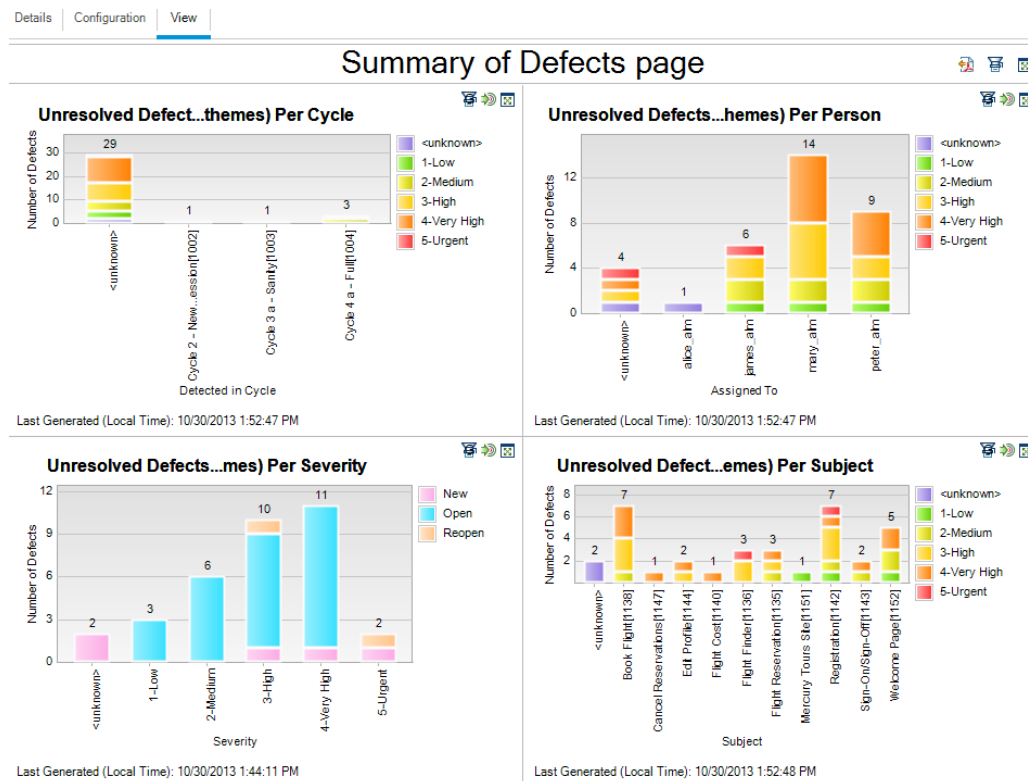 Details Configuration View
Summary of Defects page
Unresolved Defect...themes) Per Cycle
Number of Defects
30
20
10
0
29
1
1
3
<unknown>
Cycle 2 - New...ession[1002]
Cycle 3 a - Sanity[1003]
Cycle 4 a - Full[1004]
Detected in Cycle
<unknown>
1-Low
2-Medium
3-High
4-Very High
5-Urgent
Last Generated (Local Time): 10/30/2013 1:52:47 PM
Unresolved Defects...hemes) Per Person
Number of Defects
12
8
4
0
4
1
6
14
9
<unknown>
alice_alm
james_alm
mary_alm
peter_alm
Assigned To
<unknown>
1-Low
2-Medium
3-High
4-Very High
5-Urgent
Last Generated (Local Time): 10/30/2013 1:52:47 PM
Unresolved Defects...mes) Per Severity
Number of Defects
12
9
6
3
0
2
3
6
10
11
2
<unknown>
1-Low
2-Medium
3-High
4-Very High
5-Urgent
Severity
New
Open
Reopen
Last Generated (Local Time): 10/30/2013 1:44:11 PM
Unresolved Defect...emes) Per Subject
Number of Defects
8
6
4
2
2
7
1
2
1
3
3
1
7
2
5
<unknown>
Book Flight[1138]
Cancel Reservations[1147]
Edit Profile[1144]
Flight Cost[1140]
Flight Finder[1136]
Flight Reservation[1135]
Mercury Tours Site[1151]
Registration[1142]
Sign-On/Sign-Off[1143]
Welcome Page[1152]
Subject
<unknown>
1-Low
2-Medium
3-High
4-Very High
5-Urgent
Last Generated (Local Time): 10/30/2013 1:52:48 PM